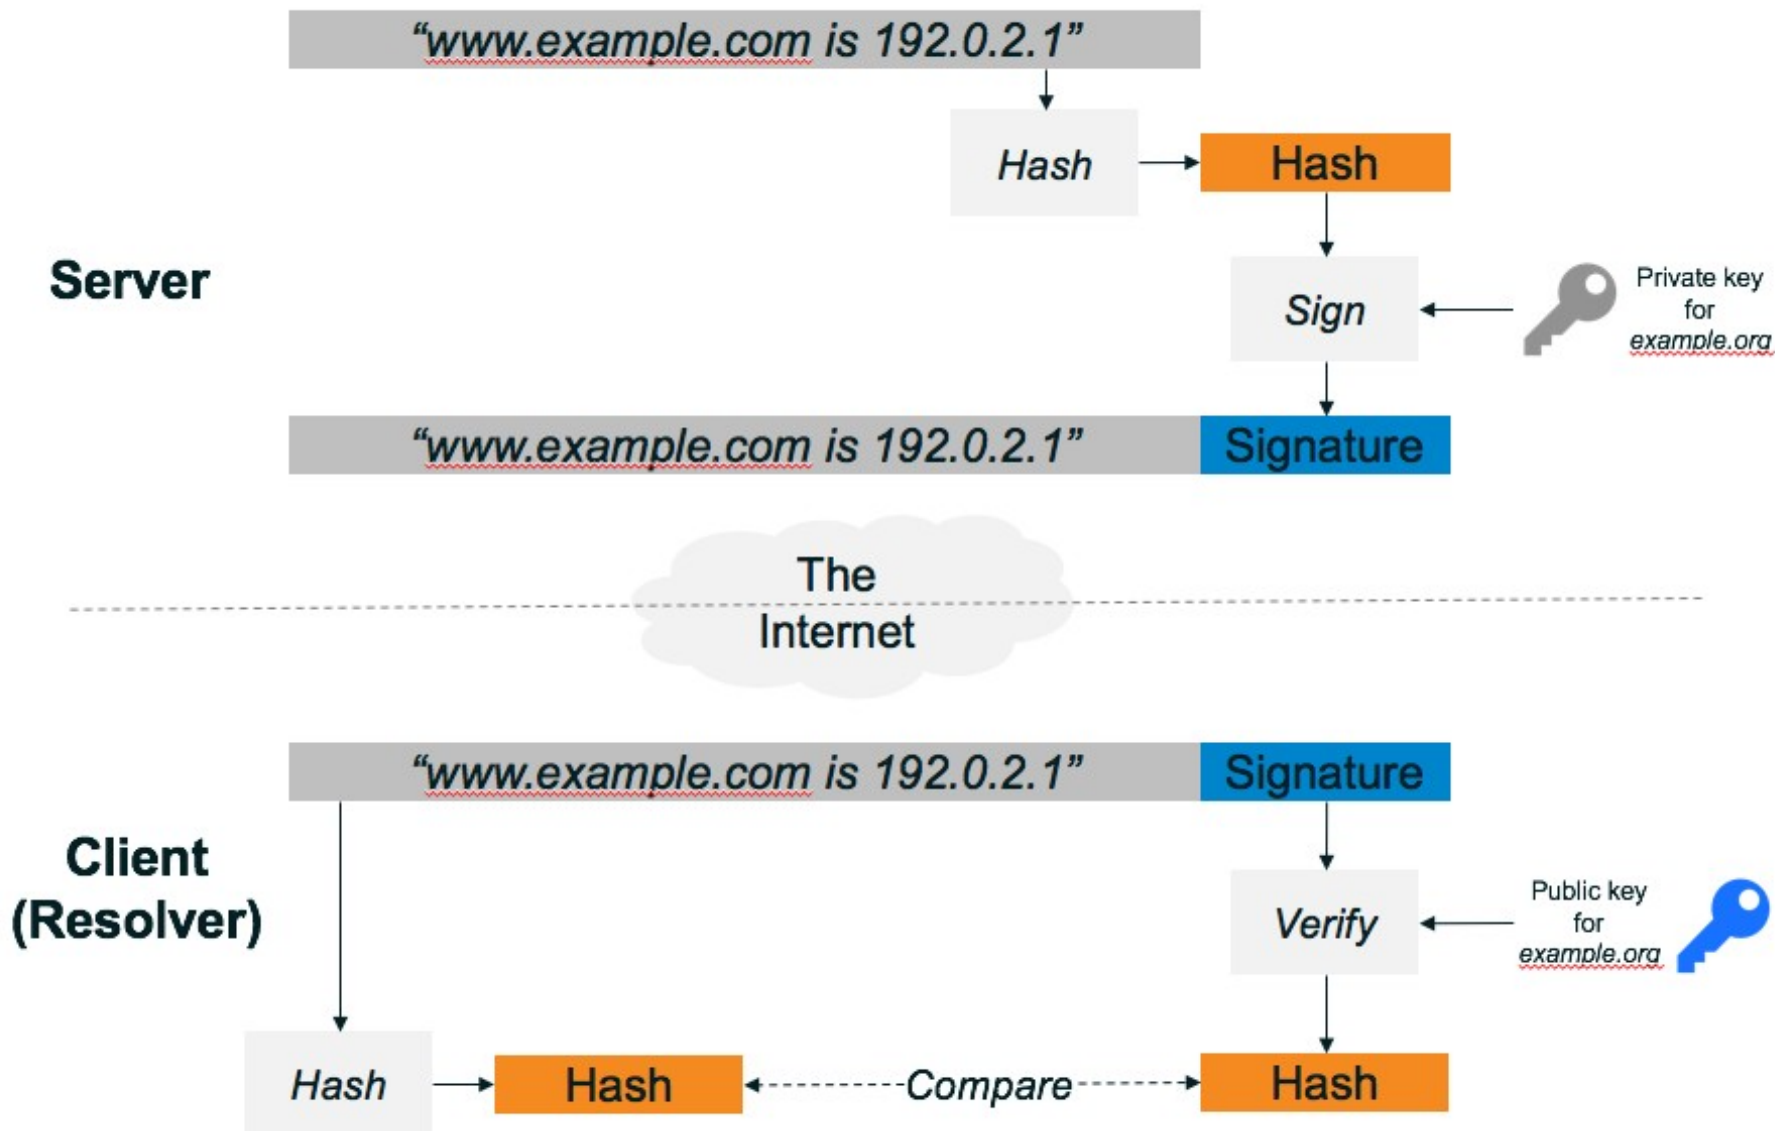 “www.example.com is 192.0.2.1”
Hash
Hash
Server
Sign
Private key
for
example.org
“www.example.com is 192.0.2.1”
Signature
The
Internet
“www.example.com is 192.0.2.1”
Signature
Client
(Resolver)
Verify
Public key
for
example.org
Hash
Hash
Compare
Hash